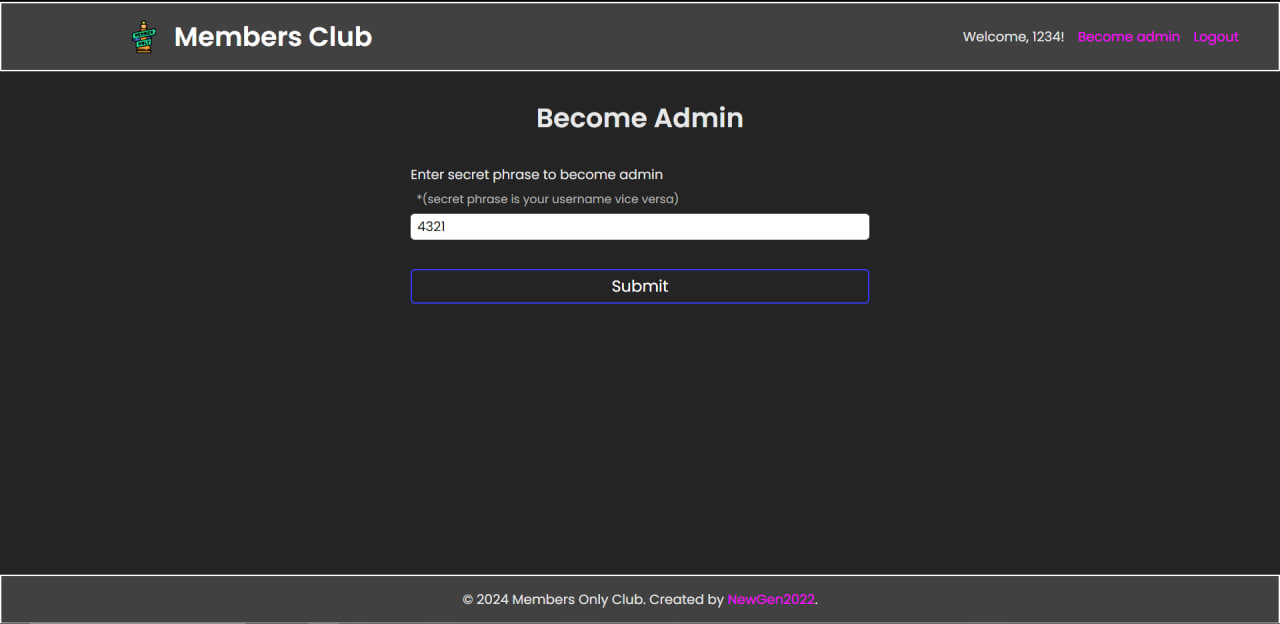 Members Club
Welcome, 1234! Become admin Logout
Become Admin
Enter secret phrase to become admin
*(secret phrase is your username vice versa)
4321
Submit
© 2024 Members Only Club. Created by NewGen2022.